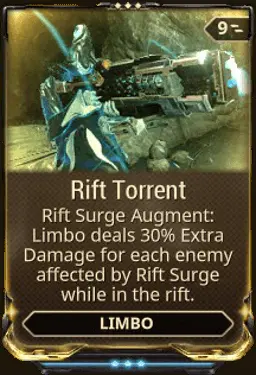 9
Rift Torrent
Rift Surge Augment:
Limbo deals 30% Extra
Damage for each enemy
affected by Rift Surge
while in the rift.
LIMBO